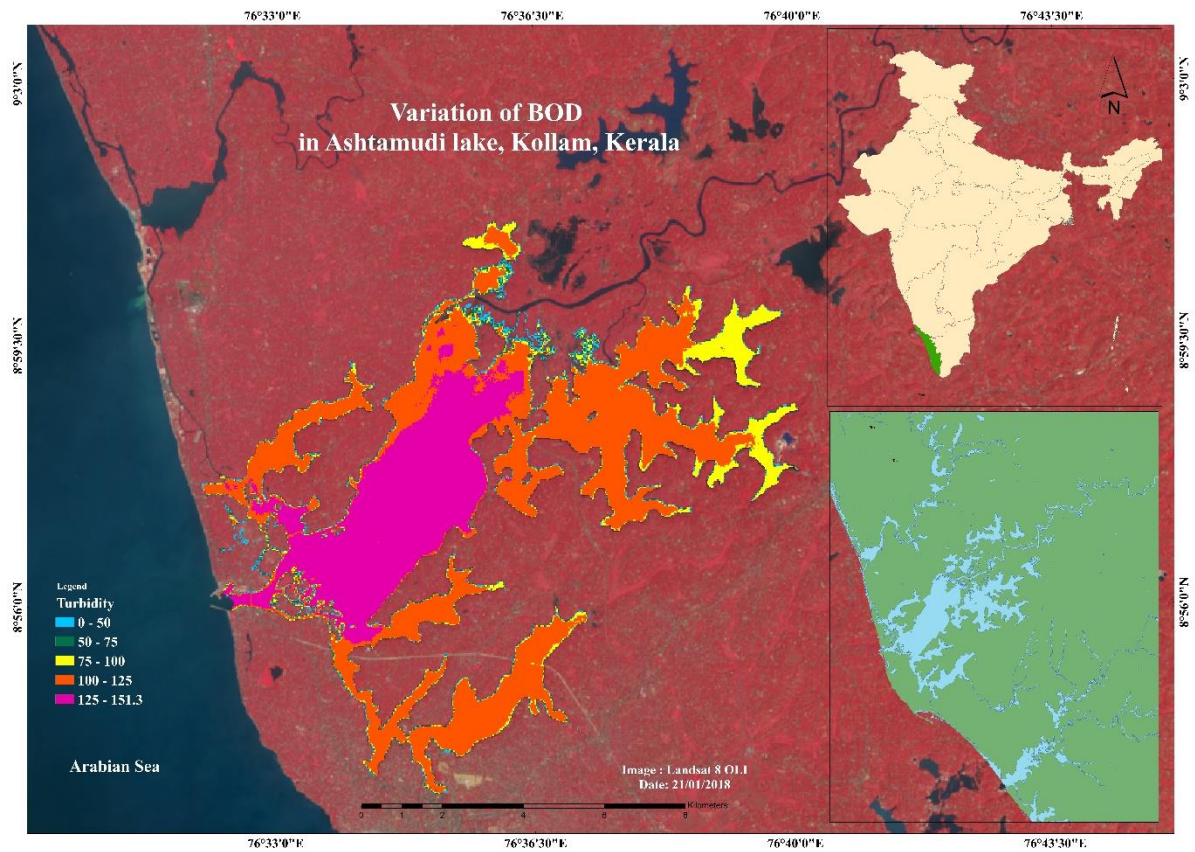 76°33'0"E 76°36'30"E 76°40'0"E 76°43'30"E
9°3'0"N 9°3'0"N
N
Variation of BOD
in Ashtamudi lake, Kollam, Kerala
8°59'30"N 8°59'30"N
8°56'0"N 8°56'0"N
Legend
Turbidity
0 - 50
50 - 75
75 - 100
100 - 125
125 - 151.3
Arabian Sea
Image : Landsat 8 OLI
Date: 21/01/2018
Kilometers
0 2 4 6 8
76°33'0"E 76°36'30"E 76°40'0"E 76°43'30"E